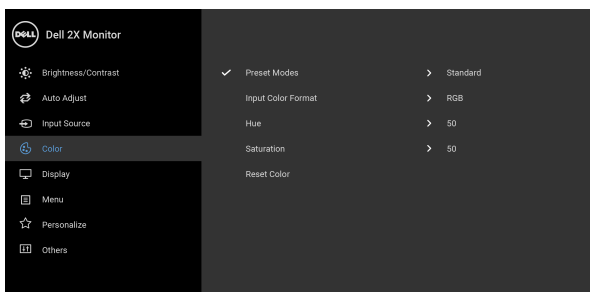 DELL Dell 2X Monitor
Brightness/Contrast
Auto Adjust
Input Source
Color
Display
Menu
Personalize
Others
Preset Modes Standard
Input Color Format RGB
Hue 50
Saturation 50
Reset Color